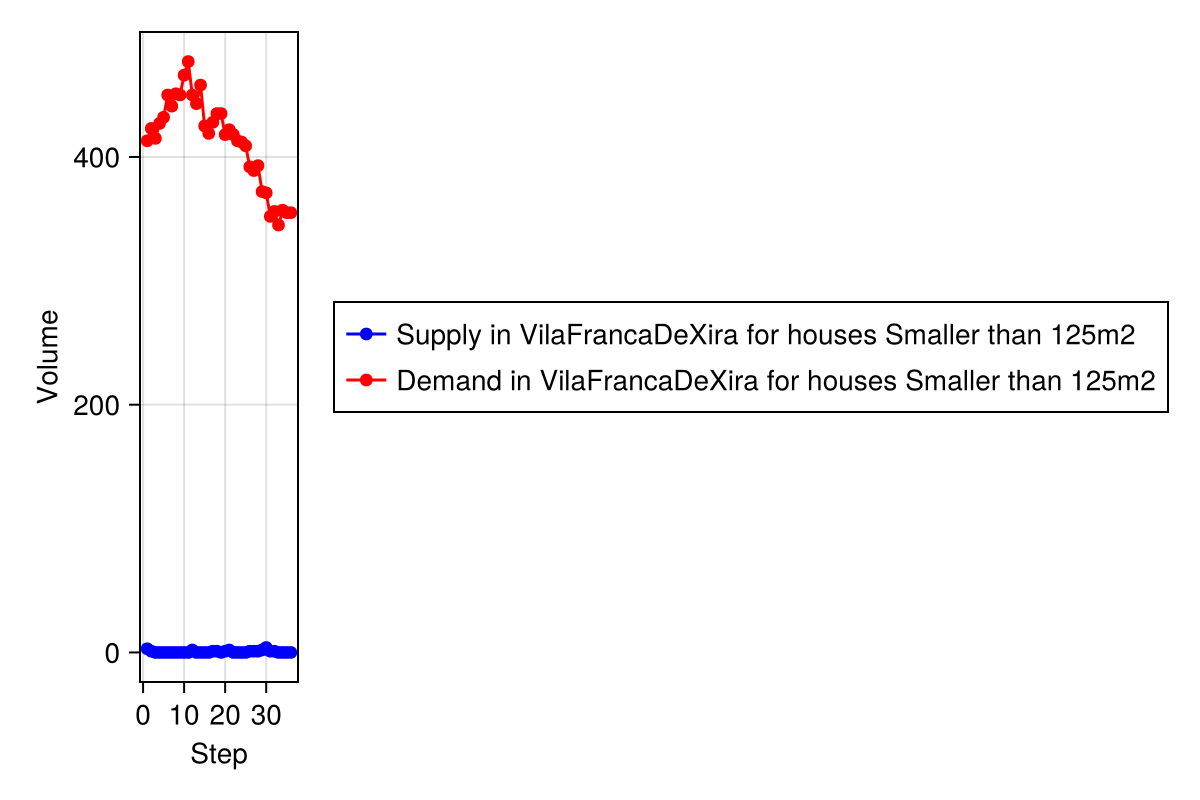 400
200
0
Volume
0 10 20 30
Step
Supply in VilaFrancaDeXira for houses Smaller than 125m2
Demand in VilaFrancaDeXira for houses Smaller than 125m2